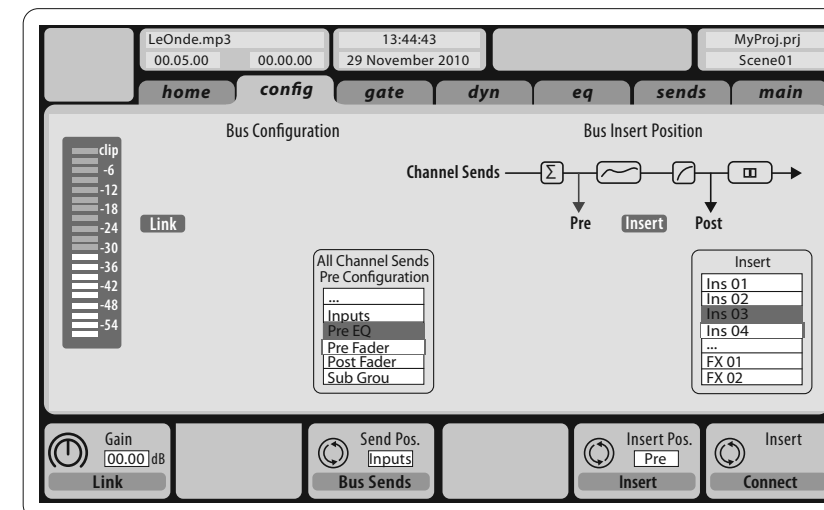 LeOnde.mp3
00.05.00 00.00.00
13:44:43
29 November 2010
MyProj.prj
Scene01
home config gate dyn eq sends main
Bus Configuration
Bus Insert Position
clip
-6
-12
-18
-24
-30
-36
-42
-48
-54
Link
Channel Sends
Σ
Pre Insert Post
All Channel Sends
Pre Configuration
...
Inputs
Pre EQ
Pre Fader
Post Fader
Sub Grou
Insert
Ins 01
Ins 02
Ins 03
Ins 04
...
FX 01
FX 02
Gain
00.00 dB
Link
Send Pos.
Inputs
Bus Sends
Insert Pos.
Pre
Insert
Insert
Connect